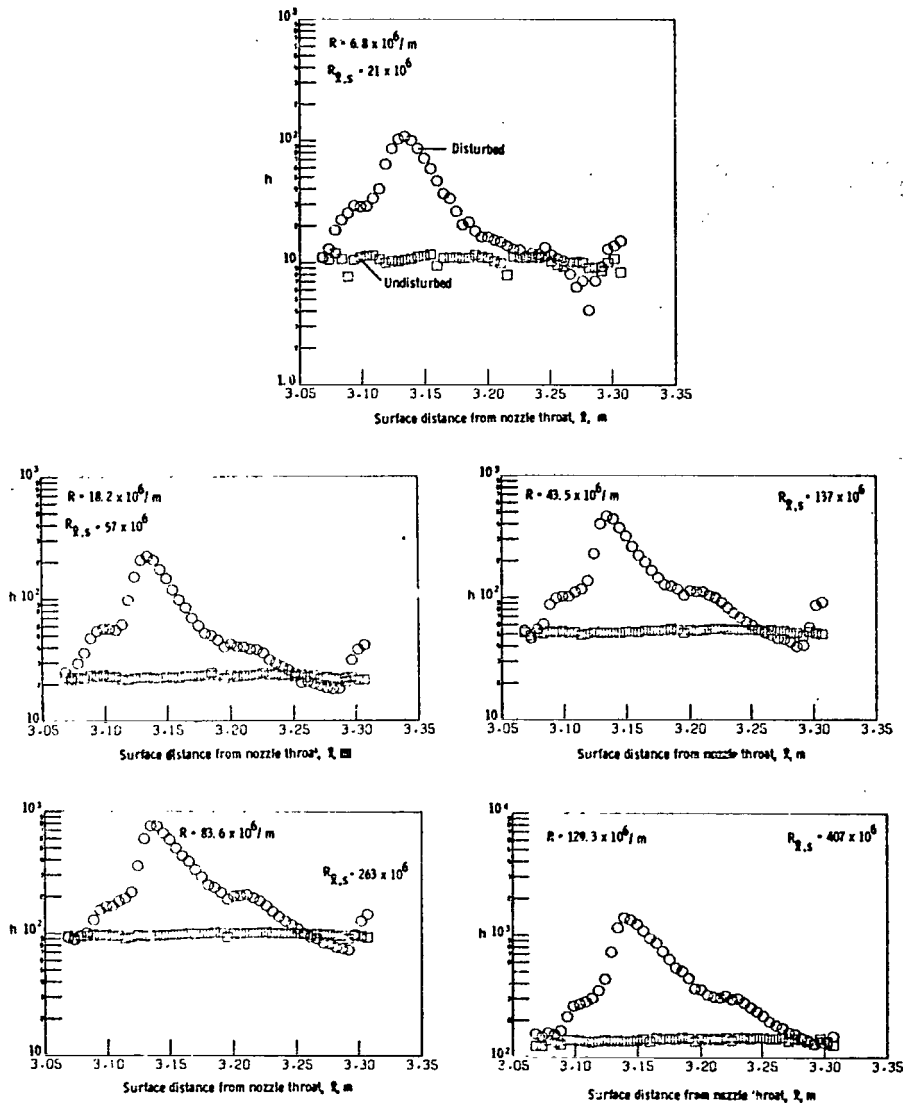 10³
R = 6.8 x 10⁶/m
R_ℓ,s = 21 x 10⁶
10²
Disturbed
h
10
Undisturbed
1.0
3.05 3.10 3.15 3.20 3.25 3.30 3.35
Surface distance from nozzle throat, ℓ, m
10³
R = 18.2 x 10⁶/m
R_ℓ,s = 57 x 10⁶
h 10²
10
3.05 3.10 3.15 3.20 3.25 3.30 3.35
Surface distance from nozzle throat, ℓ, m
10³
R = 43.5 x 10⁶/m R_ℓ,s = 137 x 10⁶
h 10²
10
3.05 3.10 3.15 3.20 3.25 3.30 3.35
Surface distance from nozzle throat, ℓ, m
10³
R = 83.6 x 10⁶/m
R_ℓ,s = 263 x 10⁶
h 10²
10
3.05 3.10 3.15 3.20 3.25 3.30 3.35
Surface distance from nozzle throat, ℓ, m
10⁴
R = 129.3 x 10⁶/m R_ℓ,s = 407 x 10⁶
h 10³
10²
3.05 3.10 3.15 3.20 3.25 3.30 3.35
Surface distance from nozzle throat, ℓ, m